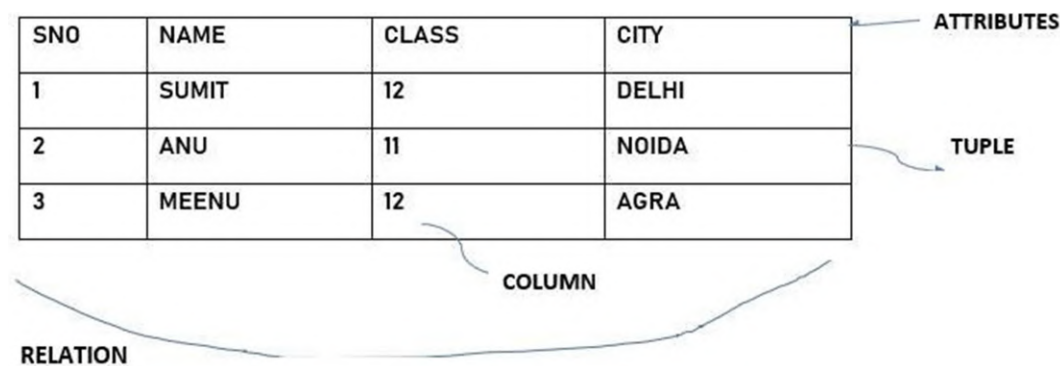 SNO NAME CLASS CITY ATTRIBUTES
1 SUMIT 12 DELHI
2 ANU 11 NOIDA TUPLE
3 MEENU 12 AGRA
COLUMN
RELATION